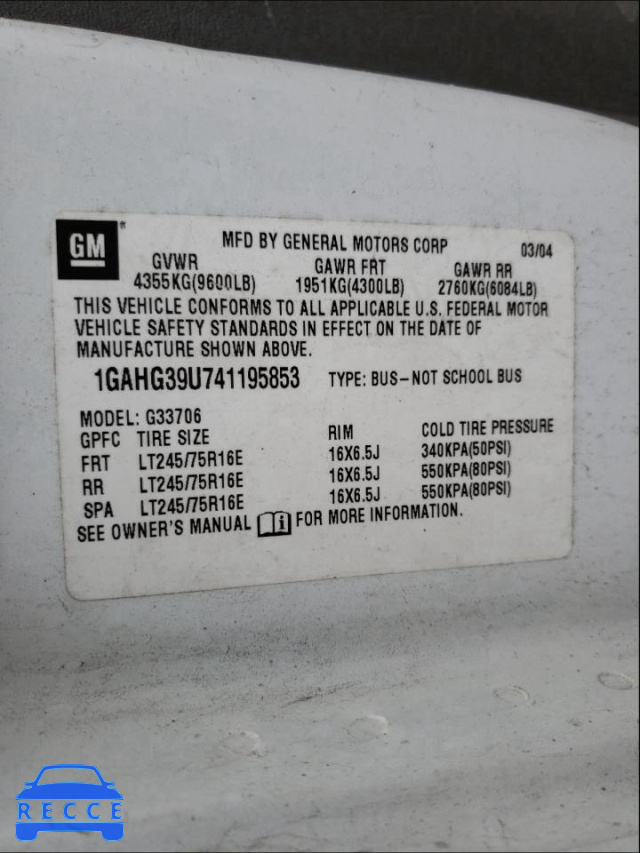 GM
MFD BY GENERAL MOTORS CORP 03/04
GVWR GAWR FRT GAWR RR
4355KG(9600LB) 1951KG(4300LB) 2760KG(6084LB)
THIS VEHICLE CONFORMS TO ALL APPLICABLE U.S. FEDERAL MOTOR
VEHICLE SAFETY STANDARDS IN EFFECT ON THE DATE OF
MANUFACTURE SHOWN ABOVE.
1GAHG39U741195853 TYPE: BUS-NOT SCHOOL BUS
MODEL: G33706
GPFC TIRE SIZE RIM COLD TIRE PRESSURE
FRT LT245/75R16E 16X6.5J 340KPA(50PSI)
RR LT245/75R16E 16X6.5J 550KPA(80PSI)
SPA LT245/75R16E 16X6.5J 550KPA(80PSI)
SEE OWNER'S MANUAL i FOR MORE INFORMATION.
RECCE